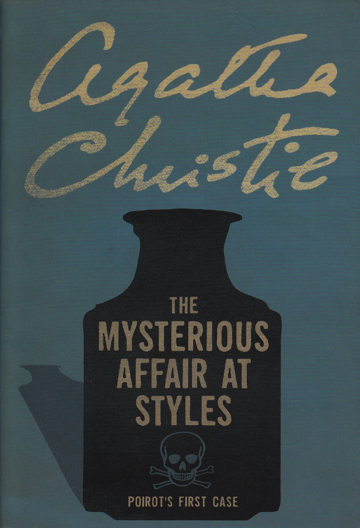 Agatha
Christie
THE
MYSTERIOUS
AFFAIR AT
STYLES
POIROT'S FIRST CASE